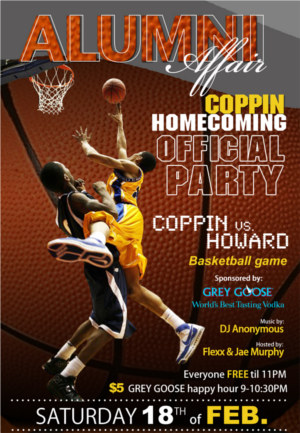 ALUMNI
Affair
COPPIN
HOMECOMING
OFFICIAL
PARTY
COPPIN VS.
HOWARD
Basketball game
Sponsored by:
GREY GOOSE
World's Best Tasting Vodka
Music by:
DJ Anonymous
Hosted by:
Flexx & Jae Murphy
Everyone FREE til 11PM
$5 GREY GOOSE happy hour 9-10:30PM
SATURDAY 18TH of FEB.